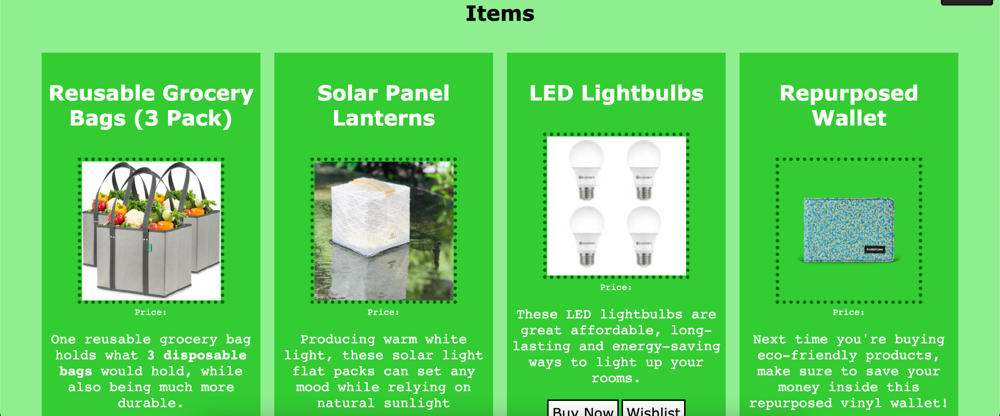 Items
Reusable Grocery
Bags (3 Pack)
Price:
One reusable grocery bag
holds what 3 disposable
bags would hold, while
also being much more
durable.
Solar Panel
Lanterns
Price:
Producing warm white
light, these solar light
flat packs can set any
mood while relying on
natural sunlight
LED Lightbulbs
Price:
These LED lightbulbs are
great affordable, long-
lasting and energy-saving
ways to light up your
rooms.
Buy Now
Wishlist
Repurposed
Wallet
RAREFORM
Price:
Next time you're buying
eco-friendly products,
make sure to save your
money inside this
repurposed vinyl wallet!